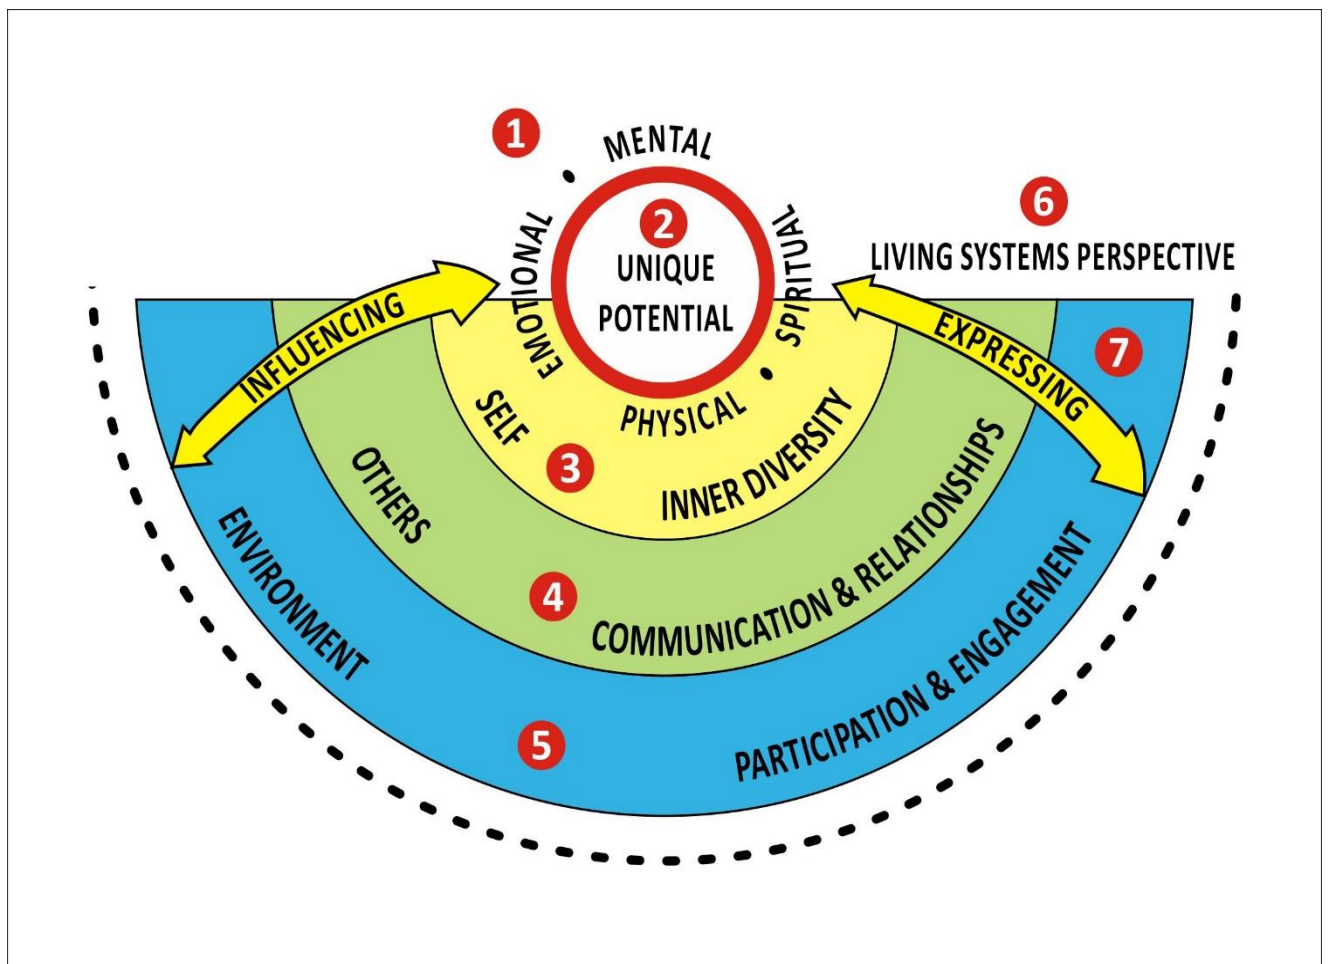 1
MENTAL
2
UNIQUE
POTENTIAL
EMOTIONAL
SPIRITUAL
PHYSICAL
6
LIVING SYSTEMS PERSPECTIVE
INFLUENCING
EXPRESSING
7
SELF
3
INNER DIVERSITY
OTHERS
4
COMMUNICATION & RELATIONSHIPS
ENVIRONMENT
5
PARTICIPATION & ENGAGEMENT